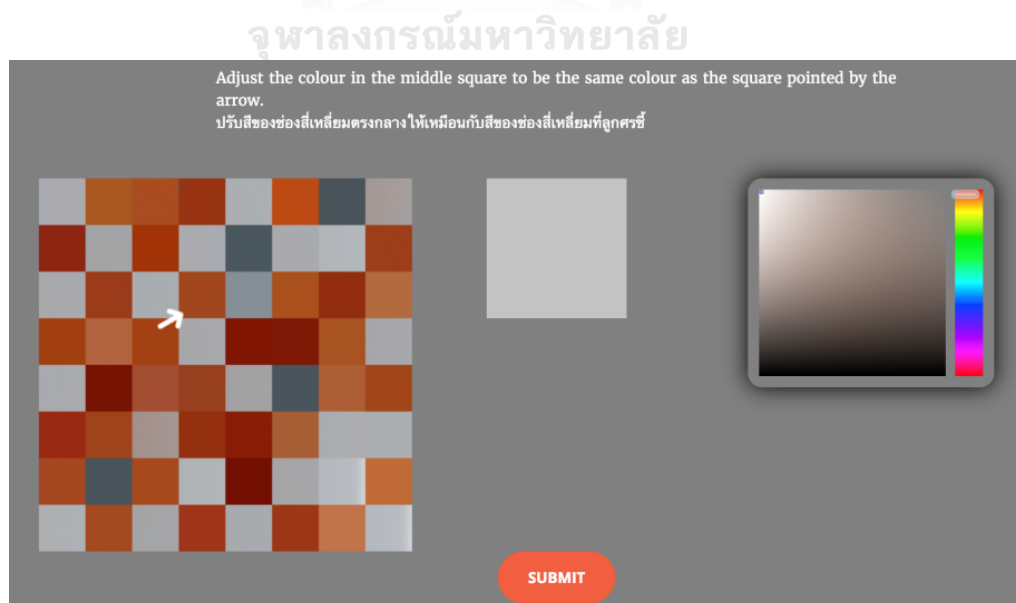 จุฬาลงกรณ์มหาวิทยาลัย
Adjust the colour in the middle square to be the same colour as the square pointed by the
arrow.
ปรับสีของช่องสี่เหลี่ยมตรงกลางให้เหมือนกับสีของช่องสี่เหลี่ยมที่ลูกศรชี้
SUBMIT